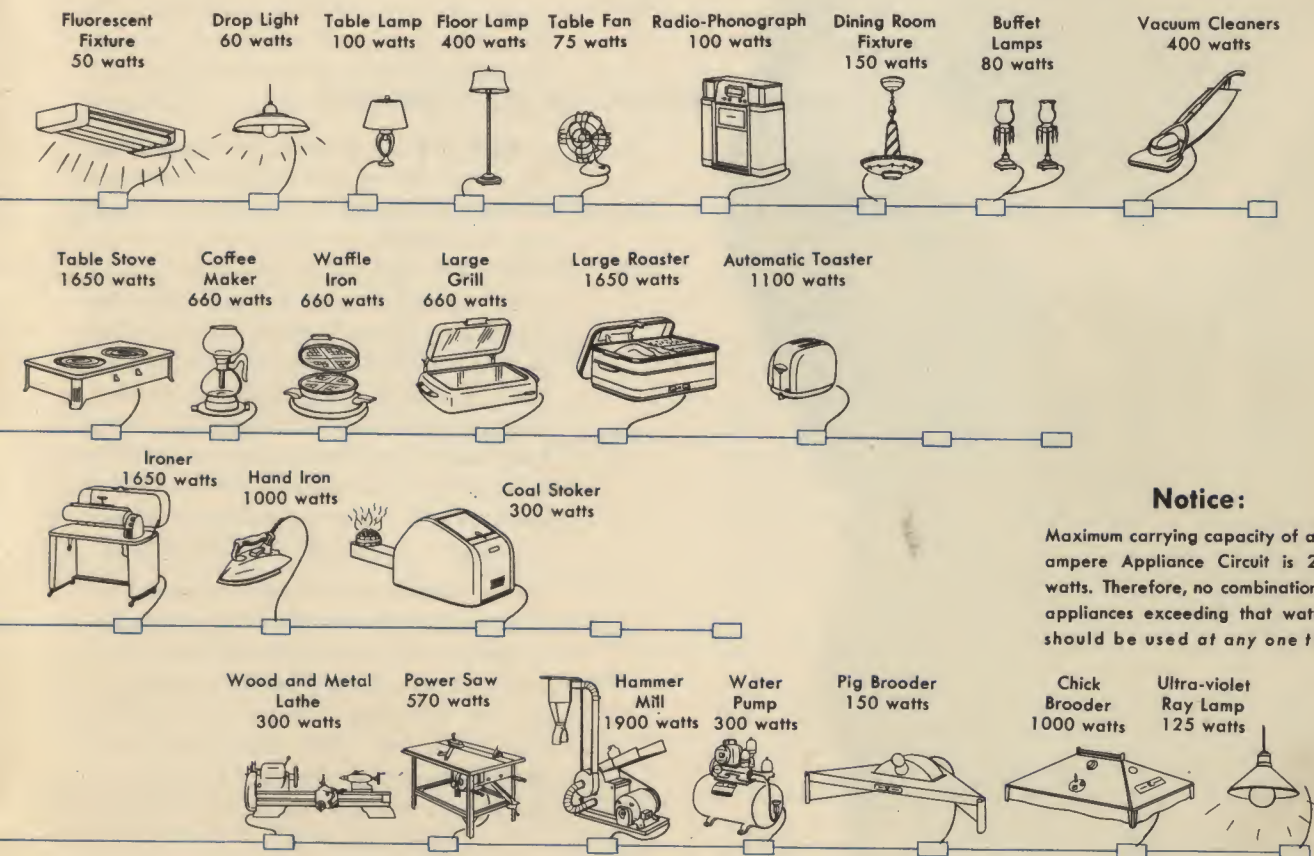 Fluorescent
Fixture
50 watts
Drop Light
60 watts
Table Lamp
100 watts
Floor Lamp
400 watts
Table Fan
75 watts
Radio-Phonograph
100 watts
Dining Room
Fixture
150 watts
Buffet
Lamps
80 watts
Vacuum Cleaners
400 watts
Table Stove
1650 watts
Coffee
Maker
660 watts
Waffle
Iron
660 watts
Large
Grill
660 watts
Large Roaster
1650 watts
Automatic Toaster
1100 watts
Ironer
1650 watts
Hand Iron
1000 watts
Coal Stoker
300 watts
Notice:
Maximum carrying capacity of
ampere Appliance Circuit is
watts. Therefore, no combination
appliances exceeding that
should be used at any one
Wood and Metal
Lathe
300 watts
Power Saw
570 watts
Hammer
Mill
1900 watts
Water
Pump
300 watts
Pig Brooder
150 watts
Chick
Brooder
1000 watts
Ultra-violet
Ray Lamp
125 watts